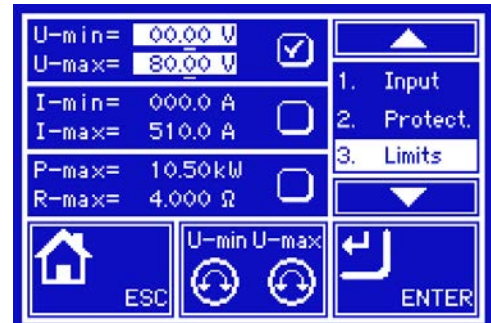 U-min= 00.00 V
U-max= 80.00 V
I-min= 000.0 A
I-max= 510.0 A
P-max= 10.50kW
R-max= 4.000 Ω
1. Input
2. Protect.
3. Limits
ESC
U-min U-max
ENTER